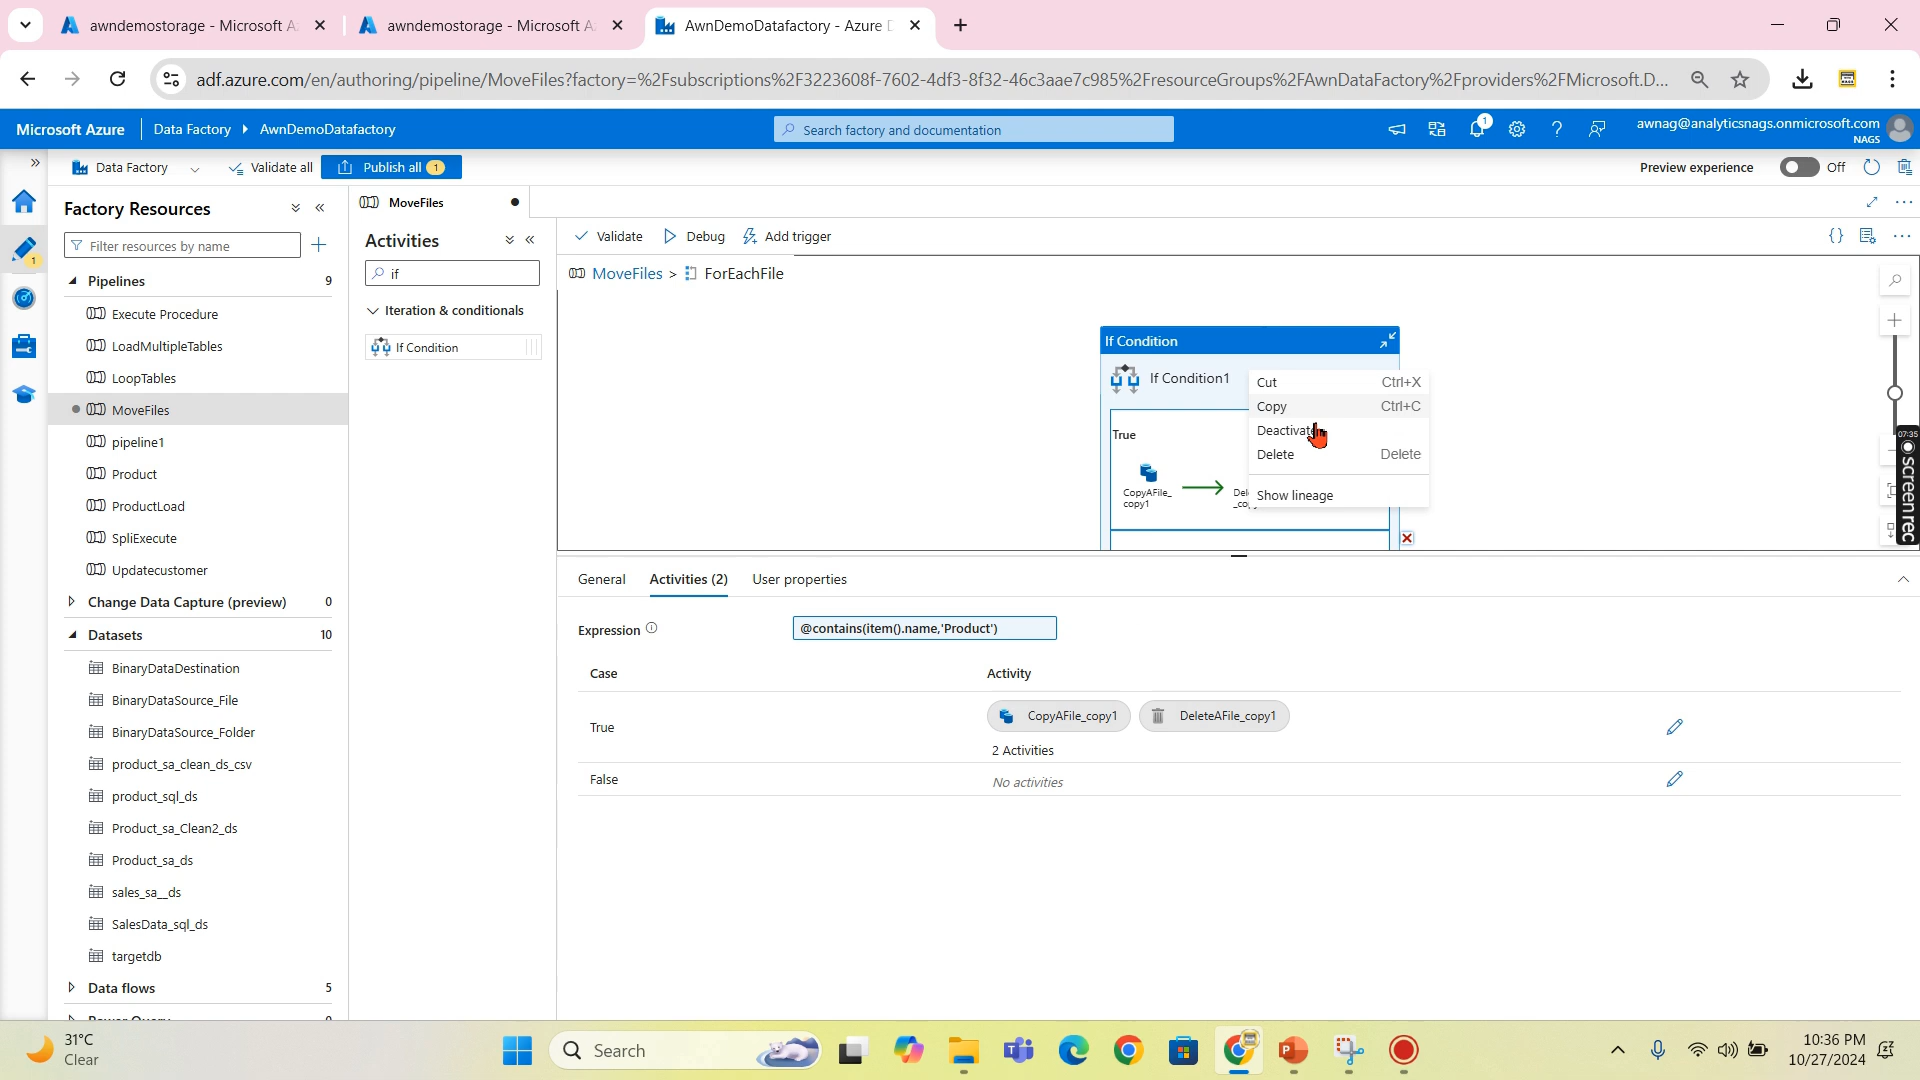 awndemostorage - Microsoft A
awndemostorage - Microsoft A
AwnDemoDatafactory - Azure D
adf.azure.com/en/authoring/pipeline/MoveFiles?factory=%2Fsubscriptions%2F3223608f-7602-4df3-8f32-46c3aae7c985%2FresourceGroups%2FAwnDataFactory%2Fproviders%2FMicrosoft.D...
Microsoft Azure
Data Factory
AwnDemoDatafactory
Search factory and documentation
1
awnag@analyticsnags.onmicrosoft.com
NAGS
Data Factory
Validate all
Publish all 1
Preview experience
Off
Factory Resources
Filter resources by name
1
Pipelines 9
Execute Procedure
LoadMultipleTables
LoopTables
MoveFiles
pipeline1
Product
ProductLoad
SpliExecute
Updatecustomer
Change Data Capture (preview) 0
Datasets 10
BinaryDataDestination
BinaryDataSource_File
BinaryDataSource_Folder
product_sa_clean_ds_csv
product_sql_ds
Product_sa_Clean2_ds
Product_sa_ds
sales_sa__ds
SalesData_sql_ds
targetdb
Data flows 5
MoveFiles
Activities
if
Iteration & conditionals
If Condition
Validate
Debug
Add trigger
MoveFiles > ForEachFile
If Condition
If Condition1
True
CopyAFile_
copy1
Cut Ctrl+X
Copy Ctrl+C
Deactivate
Delete Delete
Show lineage
07:35
screenrec
General
Activities (2)
User properties
Expression
@contains(item().name,'Product')
Case
Activity
True
CopyAFile_copy1
DeleteAFile_copy1
2 Activities
False
No activities
31°C
Clear
Search
10:36 PM
10/27/2024